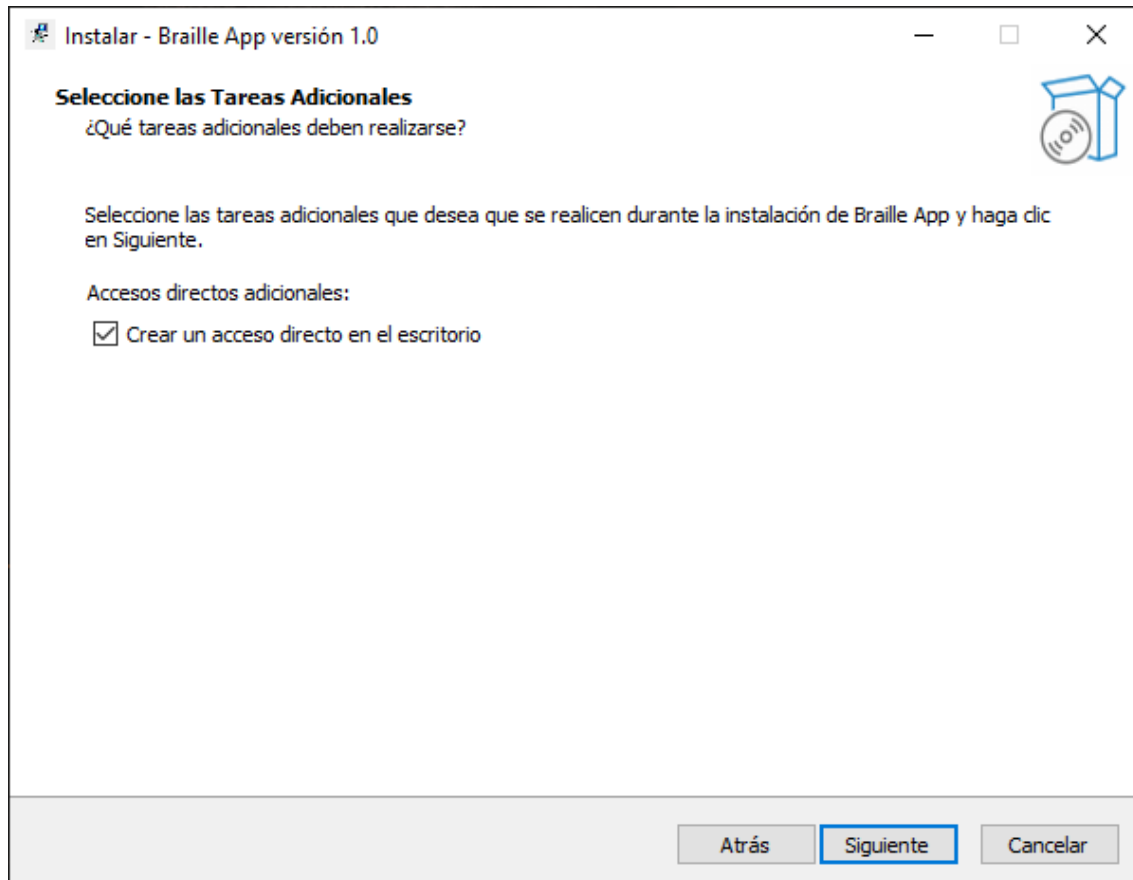 Instalar - Braille App versión 1.0
Seleccione las Tareas Adicionales
¿Qué tareas adicionales deben realizarse?
Seleccione las tareas adicionales que desea que se realicen durante la instalación de Braille App y haga clic
en Siguiente.
Accesos directos adicionales:
Crear un acceso directo en el escritorio
Atrás Siguiente Cancelar